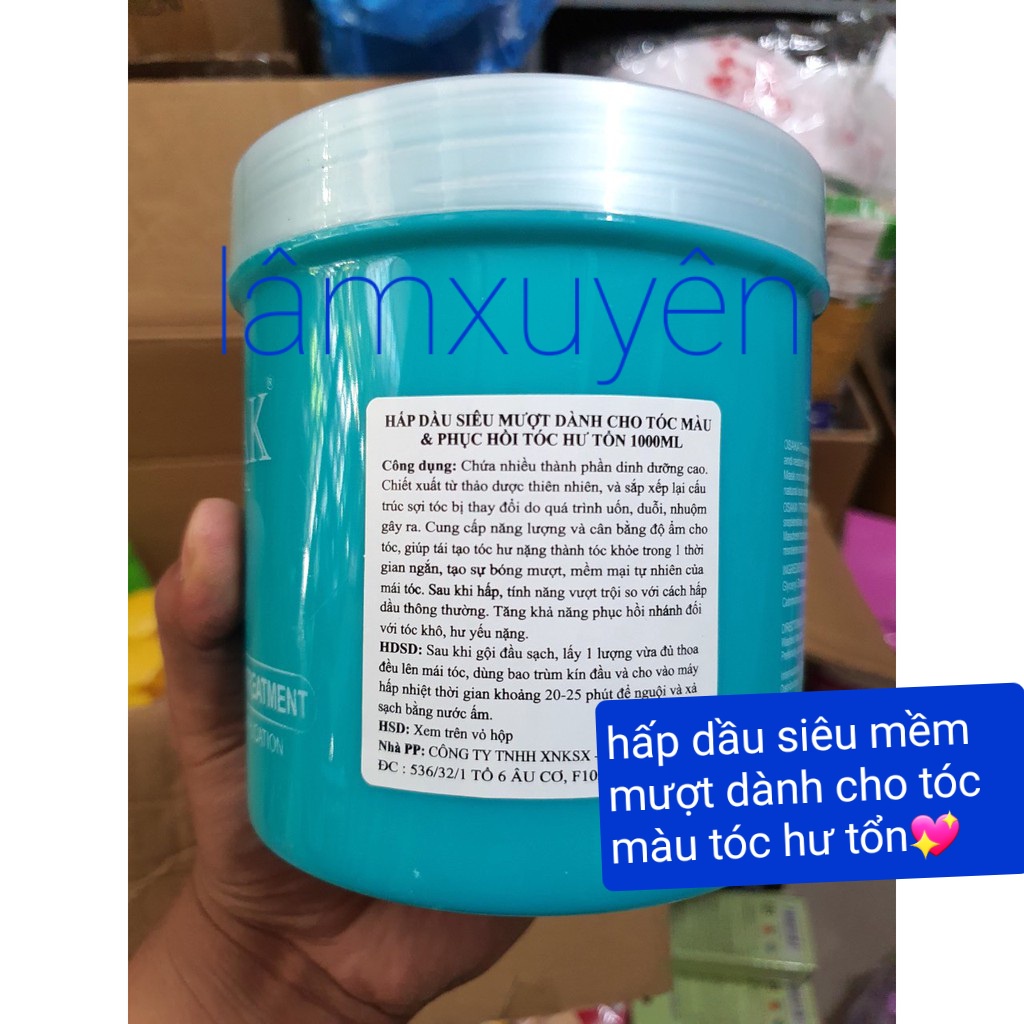 lâmxuyên
HẤP DẦU SIÊU MƯỢT DÀNH CHO TÓC MÀU
& PHỤC HỒI TÓC HƯ TỔN 1000ML
Công dụng: Chứa nhiều thành phần dinh dưỡng cao.
Chiết xuất từ thảo dược thiên nhiên, và sắp xếp lại cấu
trúc sợi tóc bị thay đổi do quá trình uốn, duỗi, nhuộm
gây ra. Cung cấp năng lượng và cân bằng độ ẩm cho
tóc, giúp tái tạo tóc hư nặng thành tóc khỏe trong 1 thời
gian ngắn, tạo sự bóng mượt, mềm mại tự nhiên của
mái tóc. Sau khi hấp, tính năng vượt trội so với cách hấp
dầu thông thường. Tăng khả năng phục hồi nhánh đối
với tóc khô, hư yếu nặng.
HDSD: Sau khi gội đầu sạch, lấy 1 lượng vừa đủ thoa
đều lên mái tóc, dùng bao trùm kín đầu và cho vào máy
hấp nhiệt thời gian khoảng 20-25 phút để nguội và xả
sạch bằng nước ấm.
HSD: Xem trên vỏ hộp
Nhà PP: CÔNG TY TNHH XNKSX -
ĐC : 536/32/1 TỔ 6 ÂU CƠ, F10
hấp dầu siêu mềm
mượt dành cho tóc
màu tóc hư tổn💖